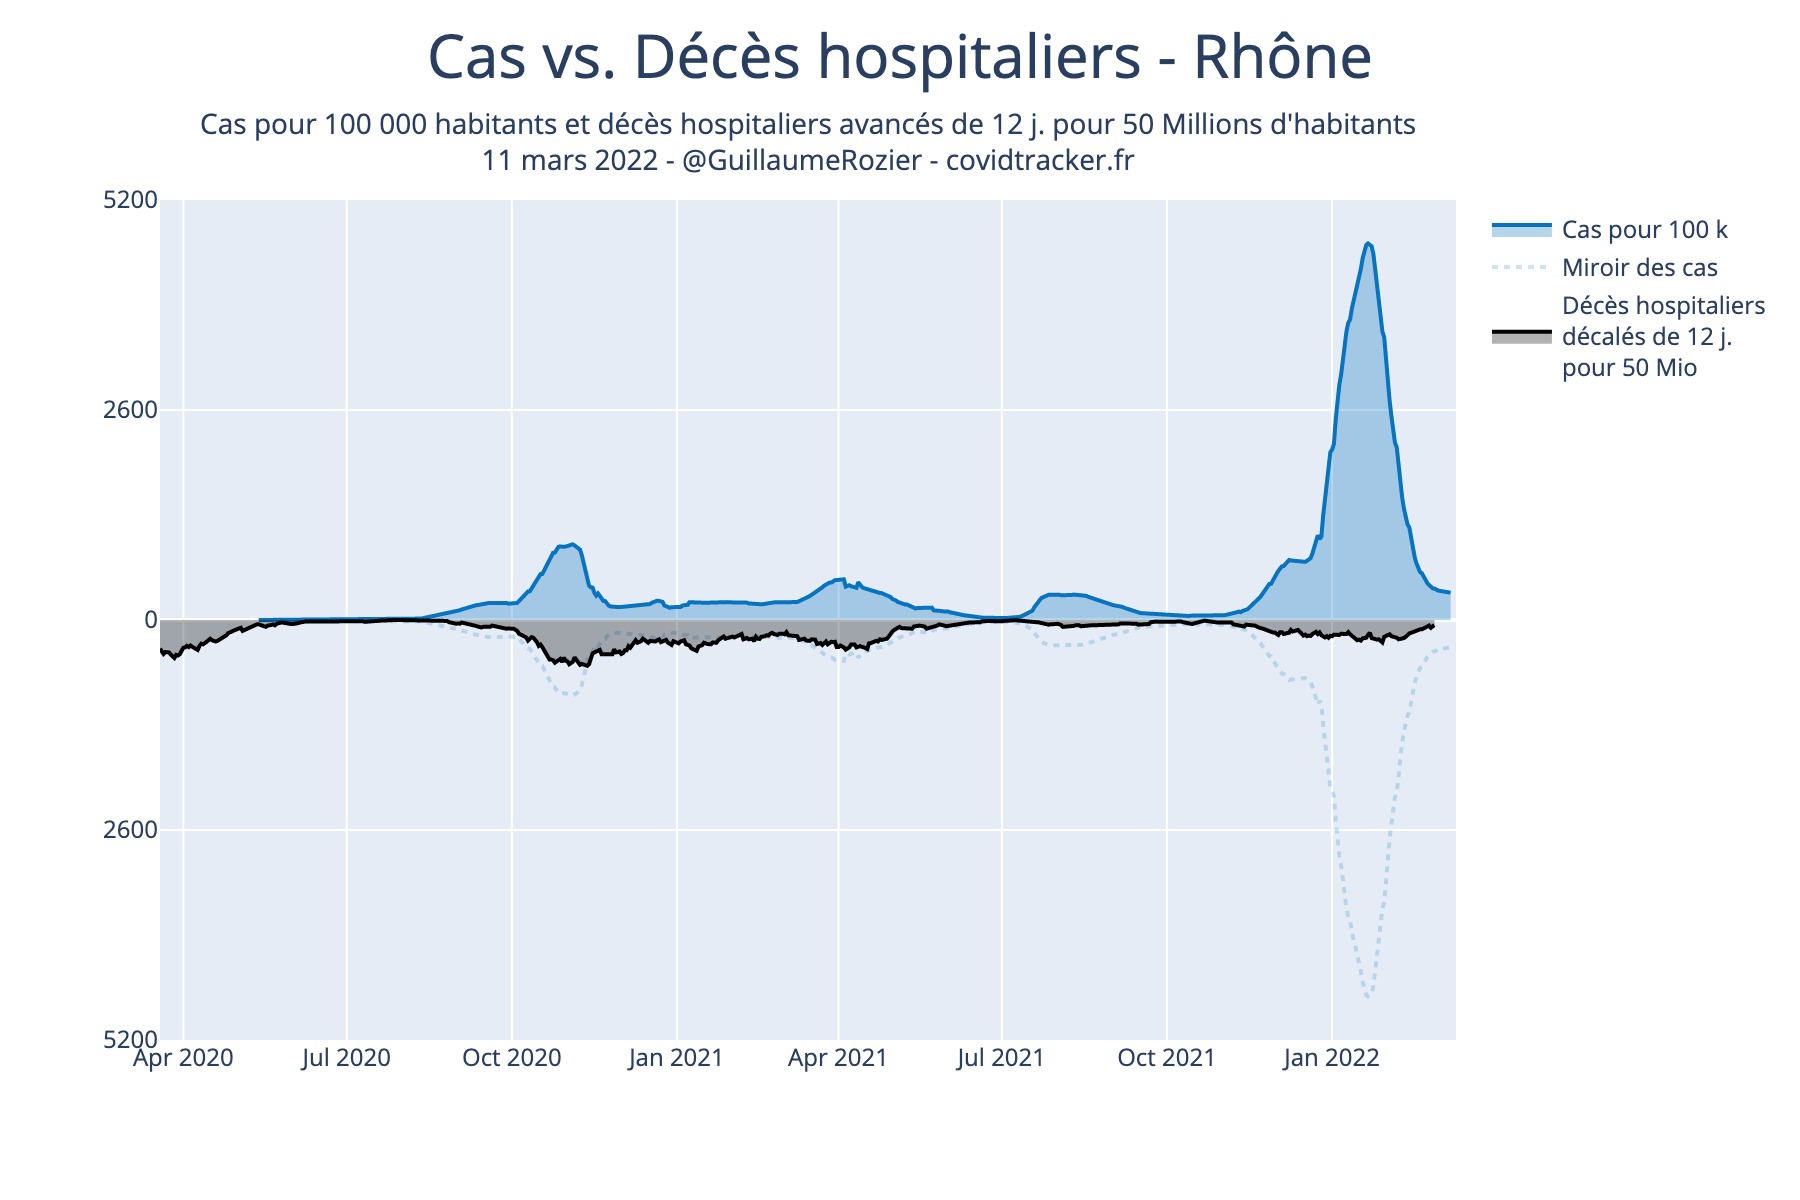 Cas vs. Décès hospitaliers - Rhône
Cas pour 100 000 habitants et décès hospitaliers avancés de 12 j. pour 50 Millions d'habitants
11 mars 2022 - @GuillaumeRozier - covidtracker.fr
5200
2600
0
2600
5200
Apr 2020
Jul 2020
Oct 2020
Jan 2021
Apr 2021
Jul 2021
Oct 2021
Jan 2022
Cas pour 100 k
Miroir des cas
Décès hospitaliers
décalés de 12 j.
pour 50 Mio